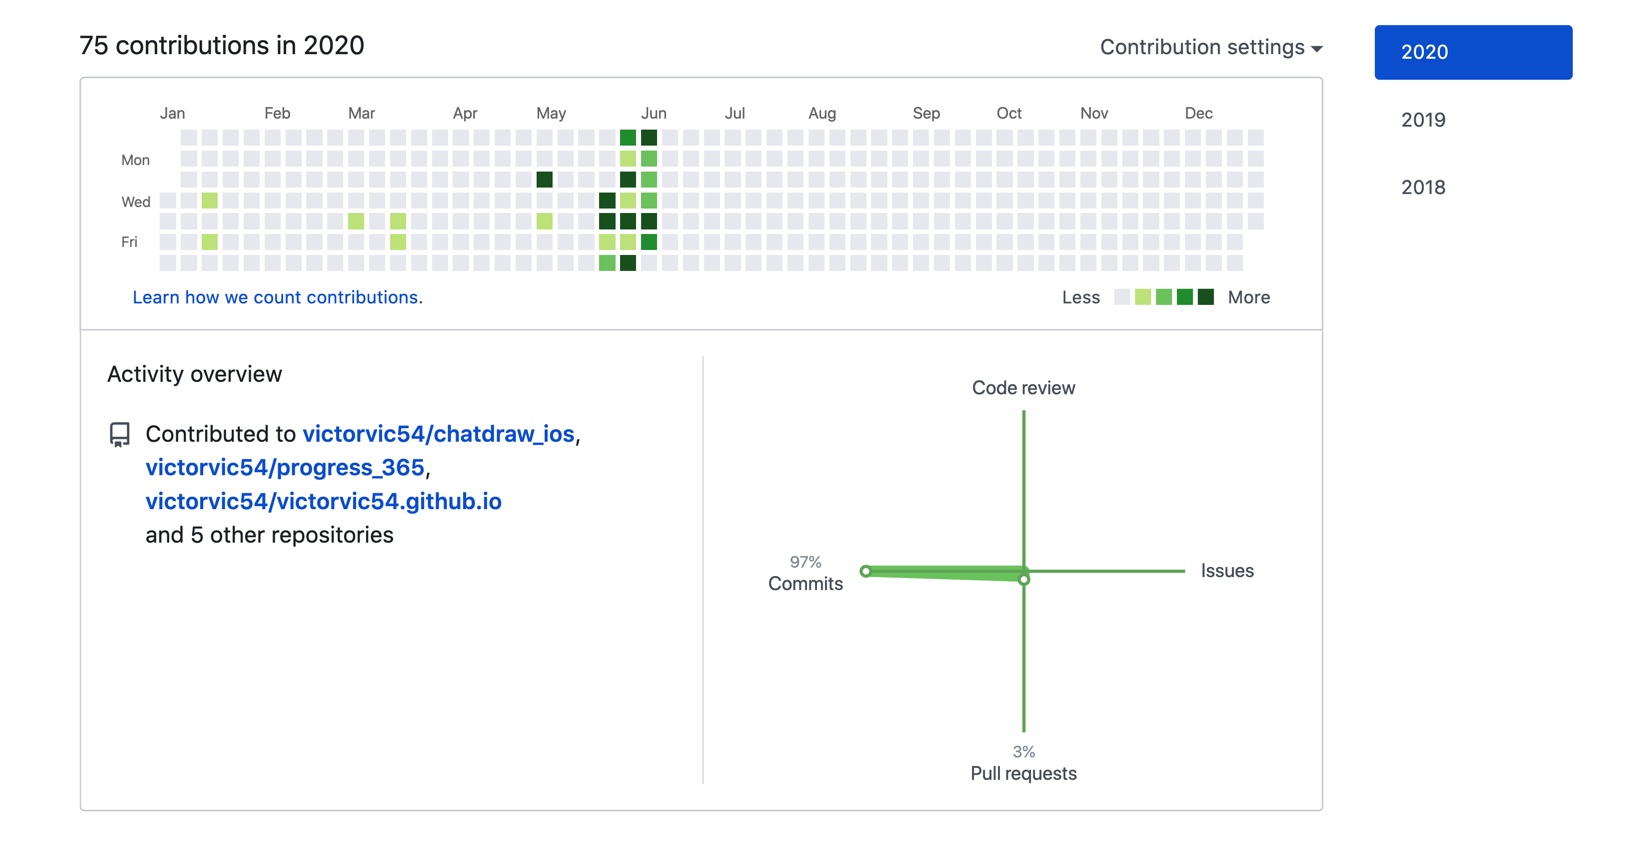 75 contributions in 2020
Contribution settings
2020
2019
2018
Jan Feb Mar Apr May Jun Jul Aug Sep Oct Nov Dec
Mon
Wed
Fri
Learn how we count contributions.
Less More
Activity overview
Contributed to victorvic54/chatdraw_ios,
victorvic54/progress_365,
victorvic54/victorvic54.github.io
and 5 other repositories
Code review
97%
Commits
Issues
3%
Pull requests